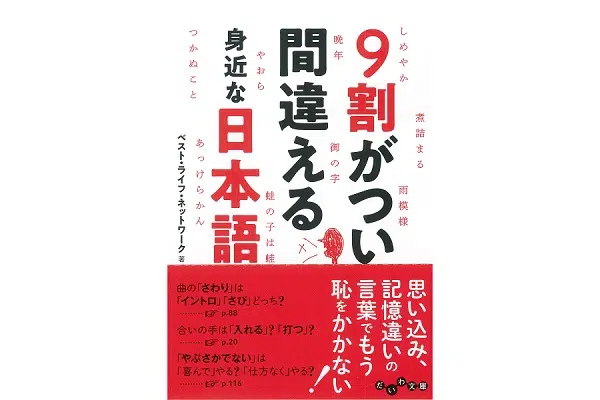 9割がつい
間違える
身近な日本語
ベスト・ライフ・ネットワーク 著
しめやか
煮詰まる
雨模様
晩年
御の字
やおら
蛙の子は蛙
つかぬこと
あっけらかん
思い込み、
記憶違いの
言葉でもう
恥をかかない!
曲の「さわり」は
「イントロ」「さび」どっち?
p.88
合いの手は「入れる」?「打つ」?
p.20
「やぶさかでない」は
「喜んで」やる?「仕方なく」やる?
p.116
だいわ文庫